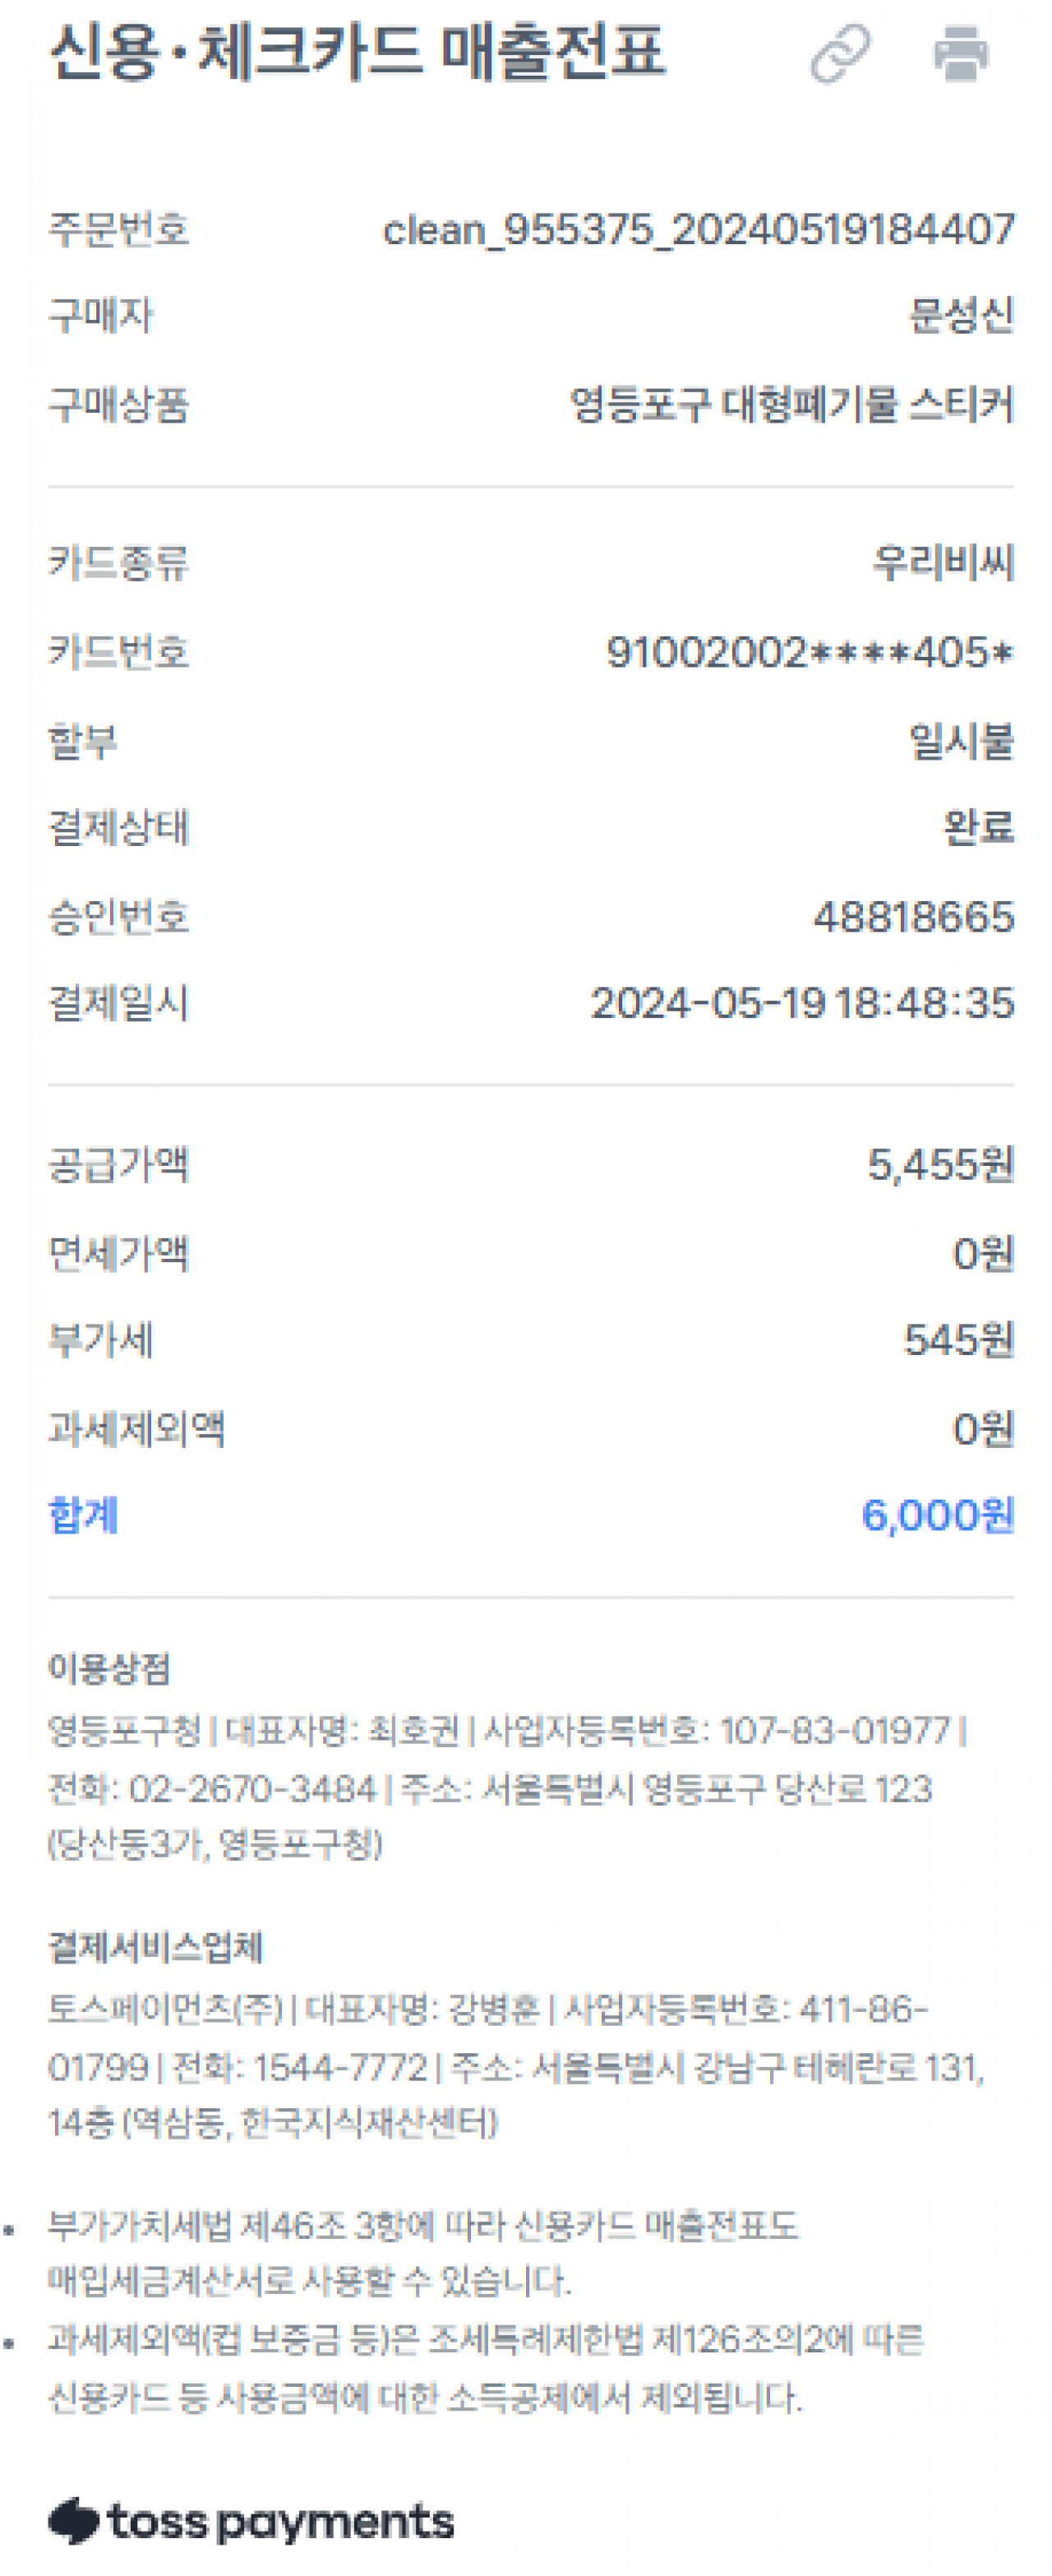 신용·체크카드 매출전표
주문번호 clean_955375_20240519184407
구매자 문성신
구매상품 영등포구 대형폐기물 스티커
카드종류 우리비씨
카드번호 91002002****405*
할부 일시불
결제상태 완료
승인번호 48818665
결제일시 2024-05-19 18:48:35
공급가액 5,455원
면세가액 0원
부가세 545원
과세제외액 0원
합계 6,000원
이용상점
영등포구청 | 대표자명: 최호권 | 사업자등록번호: 107-83-01977 |
전화: 02-2670-3484 | 주소: 서울특별시 영등포구 당산로 123
(당산동3가, 영등포구청)
결제서비스업체
토스페이먼츠(주) | 대표자명: 강병훈 | 사업자등록번호: 411-86-
01799 | 전화: 1544-7772 | 주소: 서울특별시 강남구 테헤란로 131,
14층 (역삼동, 한국지식재산센터)
• 부가가치세법 제46조 3항에 따라 신용카드 매출전표도
매입세금계산서로 사용할 수 있습니다.
• 과세제외액(컵 보증금 등)은 조세특례제한법 제126조의2에 따른
신용카드 등 사용금액에 대한 소득공제에서 제외됩니다.
toss payments